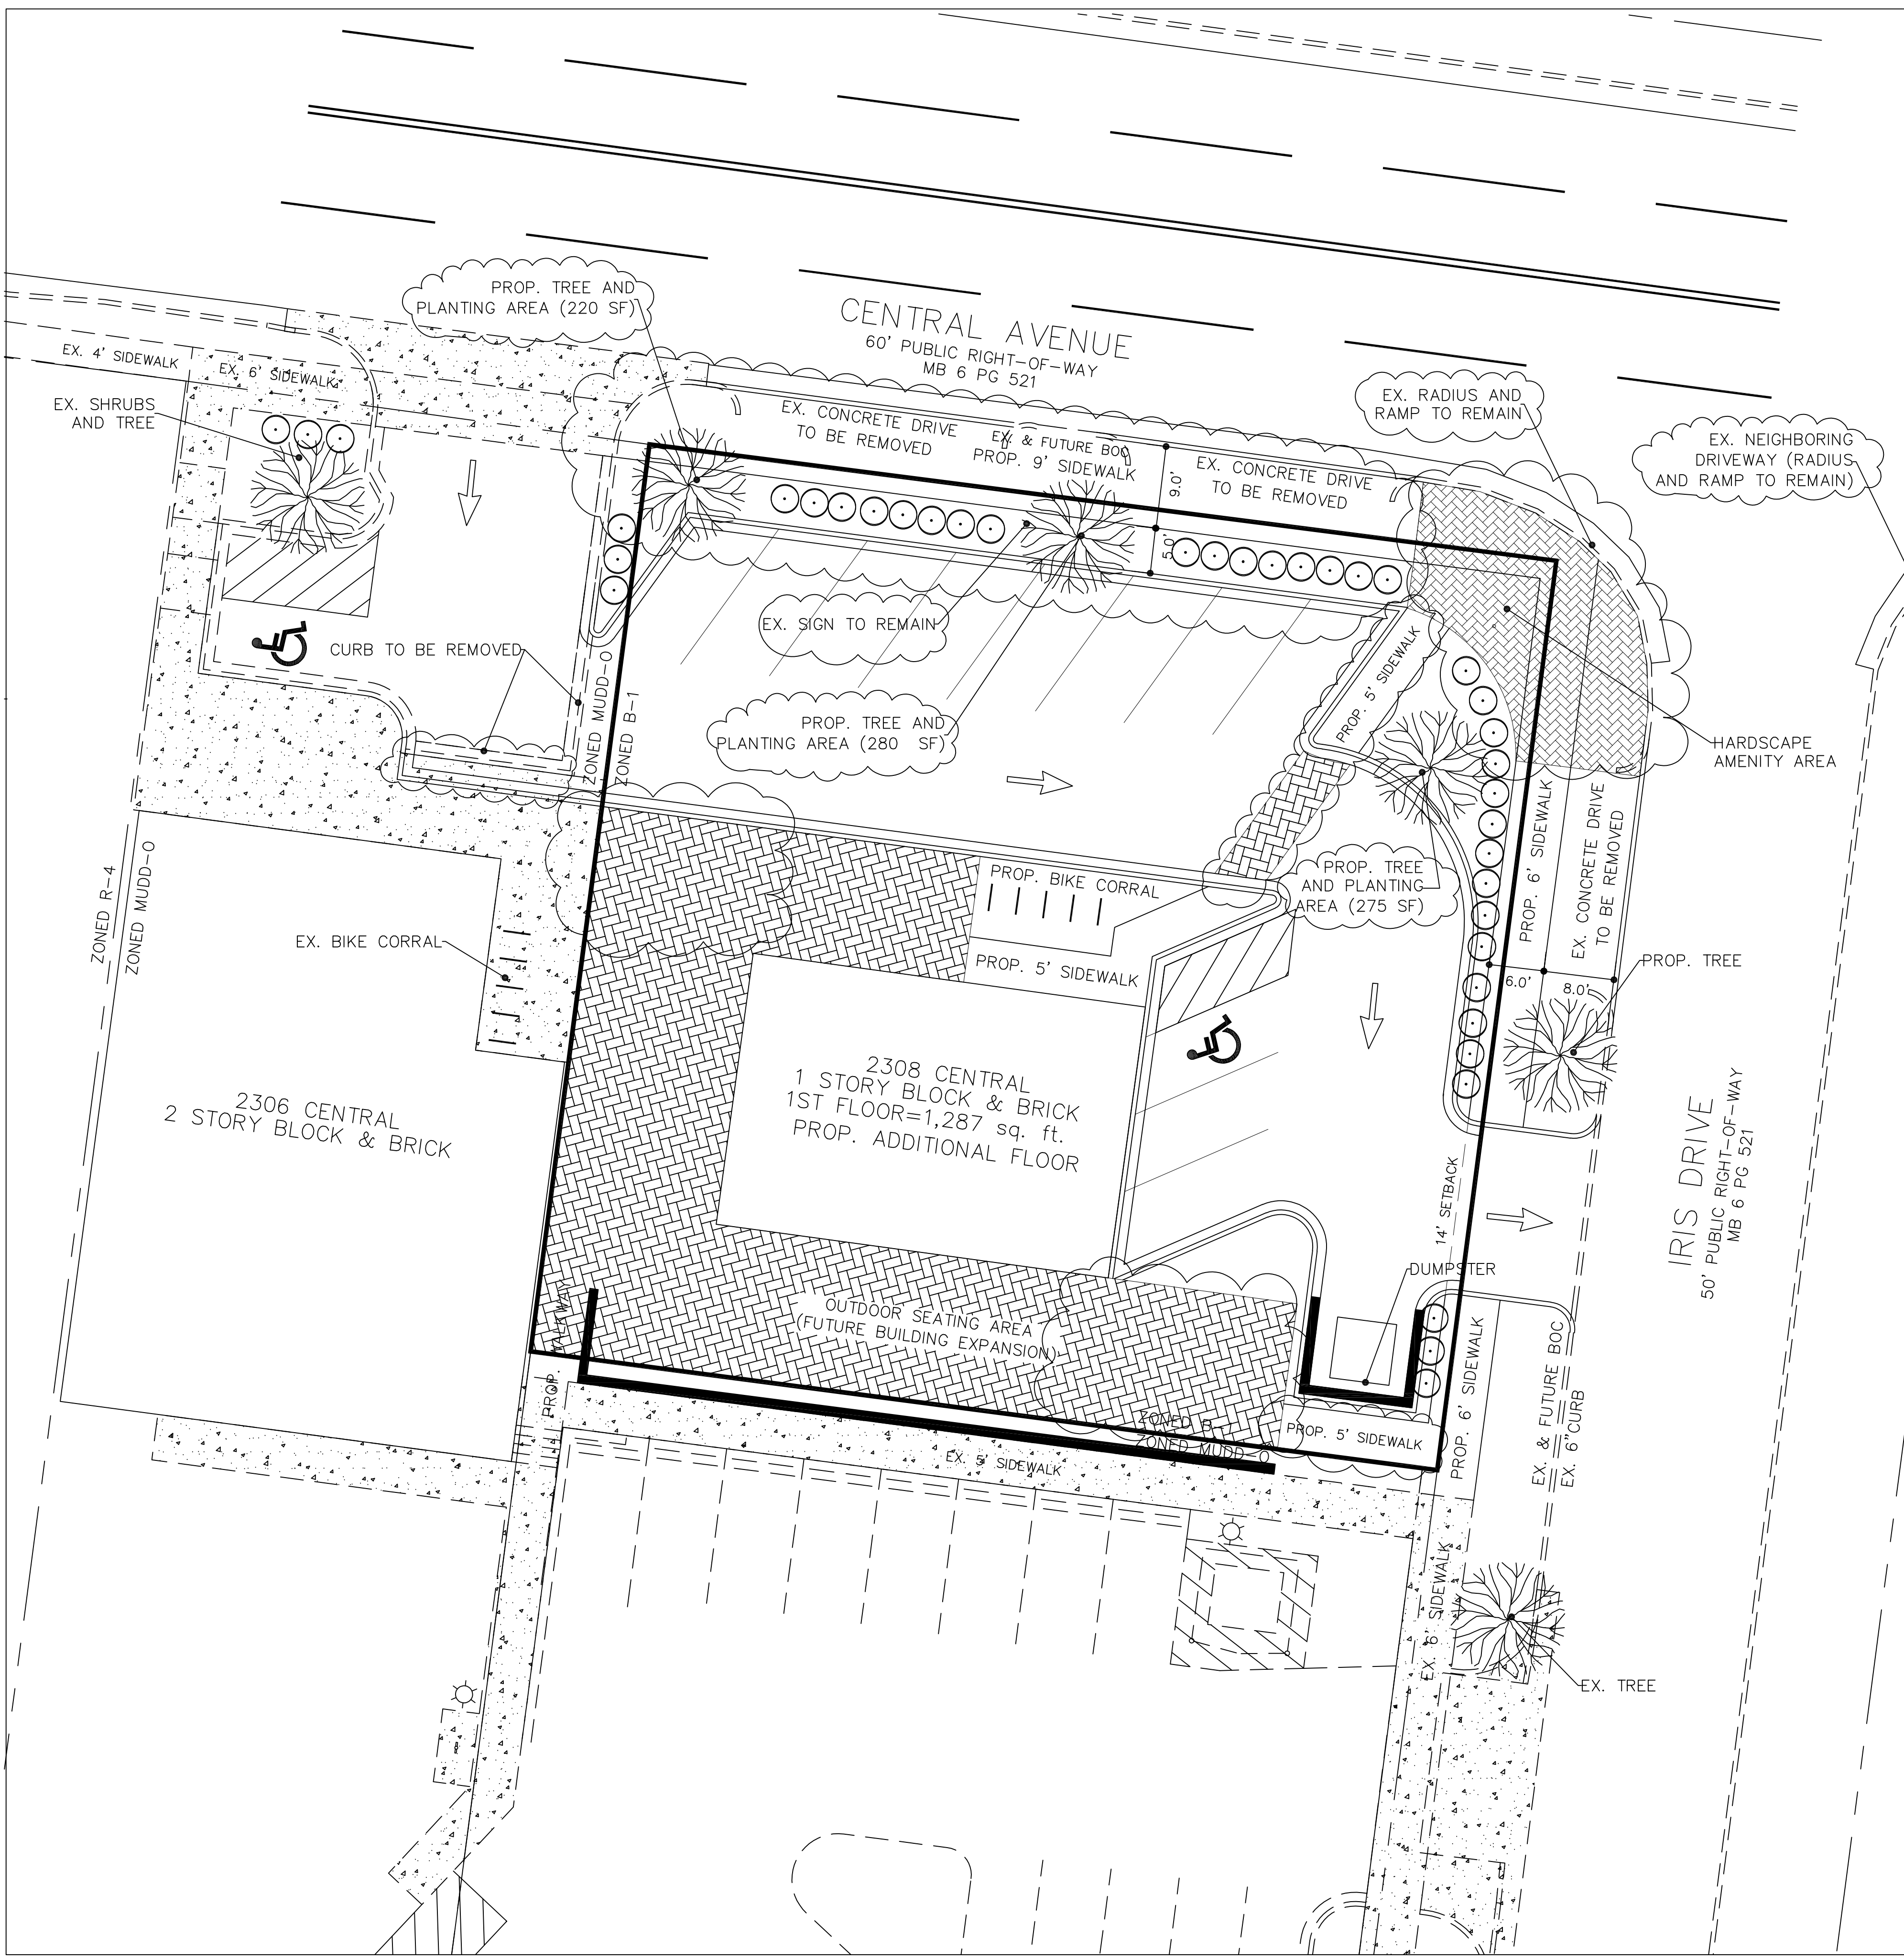 PROP. TREE AND
PLANTING AREA (220 SF)
CENTRAL AVENUE
60' PUBLIC RIGHT-OF-WAY
MB 6 PG 521
EX. 4' SIDEWALK
EX. 6' SIDEWALK
EX. SHRUBS
AND TREE
EX. CONCRETE DRIVE
TO BE REMOVED
EX. & FUTURE BOC
PROP. 9' SIDEWALK
9.0'
5.0'
EX. CONCRETE DRIVE
TO BE REMOVED
EX. RADIUS AND
RAMP TO REMAIN
EX. NEIGHBORING
DRIVEWAY (RADIUS
AND RAMP TO REMAIN)
EX. SIGN TO REMAIN
CURB TO BE REMOVED
ZONED MUDD-O
ZONED B-1
PROP. TREE AND
PLANTING AREA (280 SF)
PROP. 5' SIDEWALK
HARDSCAPE
AMENITY AREA
PROP. 6' SIDEWALK
EX. CONCRETE DRIVE
TO BE REMOVED
ZONED R-4
ZONED MUDD-O
PROP. BIKE CORRAL
PROP. TREE
AND PLANTING
AREA (275 SF)
EX. BIKE CORRAL
PROP. 5' SIDEWALK
PROP. TREE
6.0'
8.0'
2306 CENTRAL
2 STORY BLOCK & BRICK
2308 CENTRAL
1 STORY BLOCK & BRICK
1ST FLOOR=1,287 sq. ft.
PROP. ADDITIONAL FLOOR
IRIS DRIVE
50' PUBLIC RIGHT-OF-WAY
MB 6 PG 521
14' SETBACK
DUMPSTER
OUTDOOR SEATING AREA
(FUTURE BUILDING EXPANSION)
PROP. WALKWAY
ZONED
ZONED MUDD-O
PROP. 5' SIDEWALK
PROP. 6' SIDEWALK
EX. & FUTURE BOC
EX. 6"CURB
EX. 5' SIDEWALK
EX. 6' SIDEWALK
EX. TREE